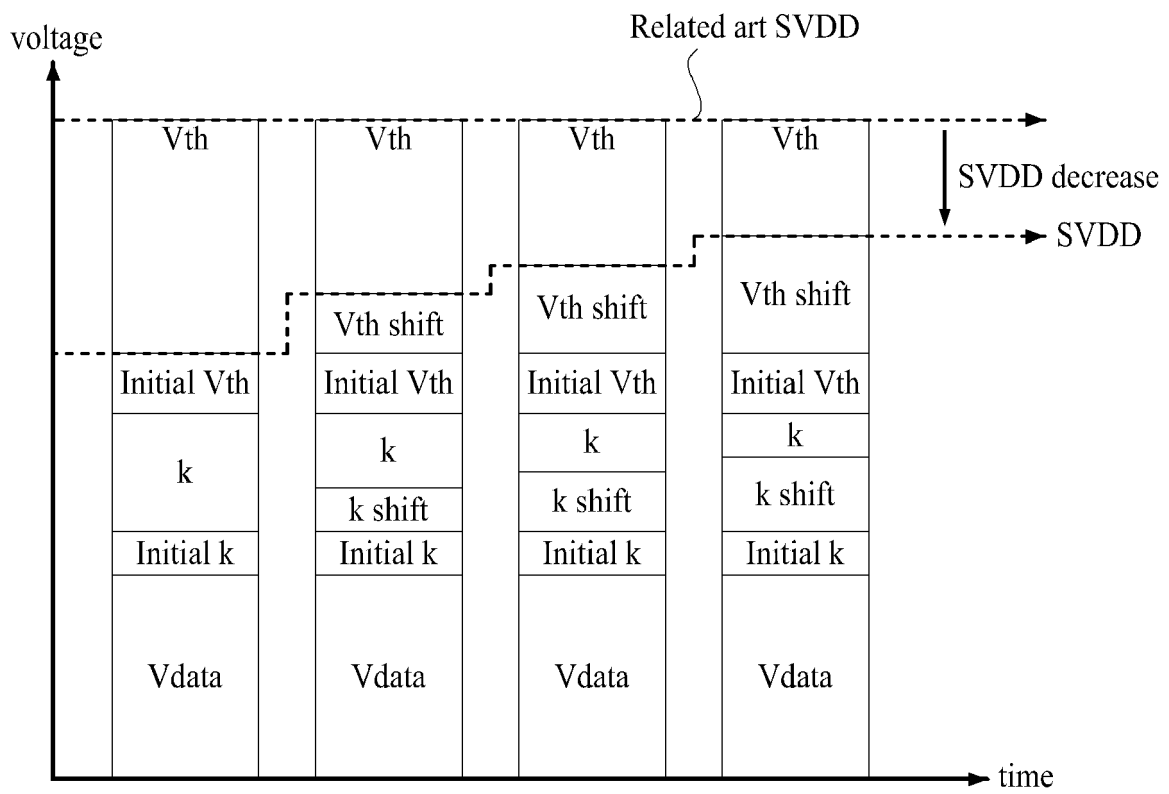 Related art SVDD
voltage
Vth
Vth
Vth
Vth
SVDD decrease
SVDD
Vth shift
Vth shift
Vth shift
Initial Vth
Initial Vth
Initial Vth
Initial Vth
k
k
k
k
k shift
k shift
k shift
Initial k
Initial k
Initial k
Initial k
Vdata
Vdata
Vdata
Vdata
time